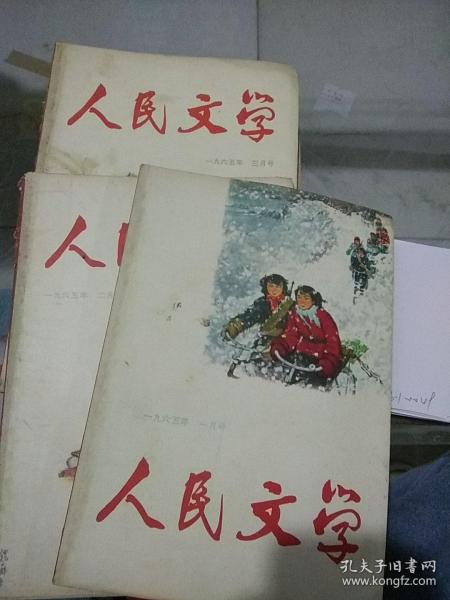 人民文学
一九六五年 三月号
人民
一九六五年 二月
一九六五年 一月号
人民文学
孔夫子旧书网
www.kongfz.com